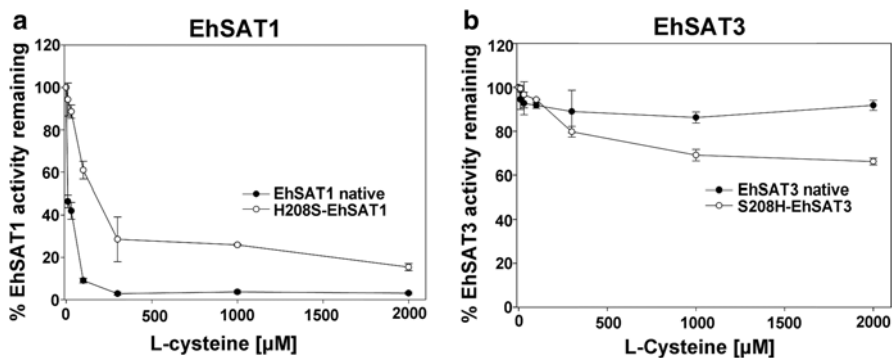 a
EhSAT1
% EhSAT1 activity remaining
120
100
80
60
40
20
0
EhSAT1 native
H208S-EhSAT1
0 500 1000 1500 2000
L-cysteine [µM]
b
EhSAT3
% EhSAT3 activity remaining
120
100
80
60
40
20
0
EhSAT3 native
S208H-EhSAT3
500 1000 1500 2000
L-Cysteine [µM]